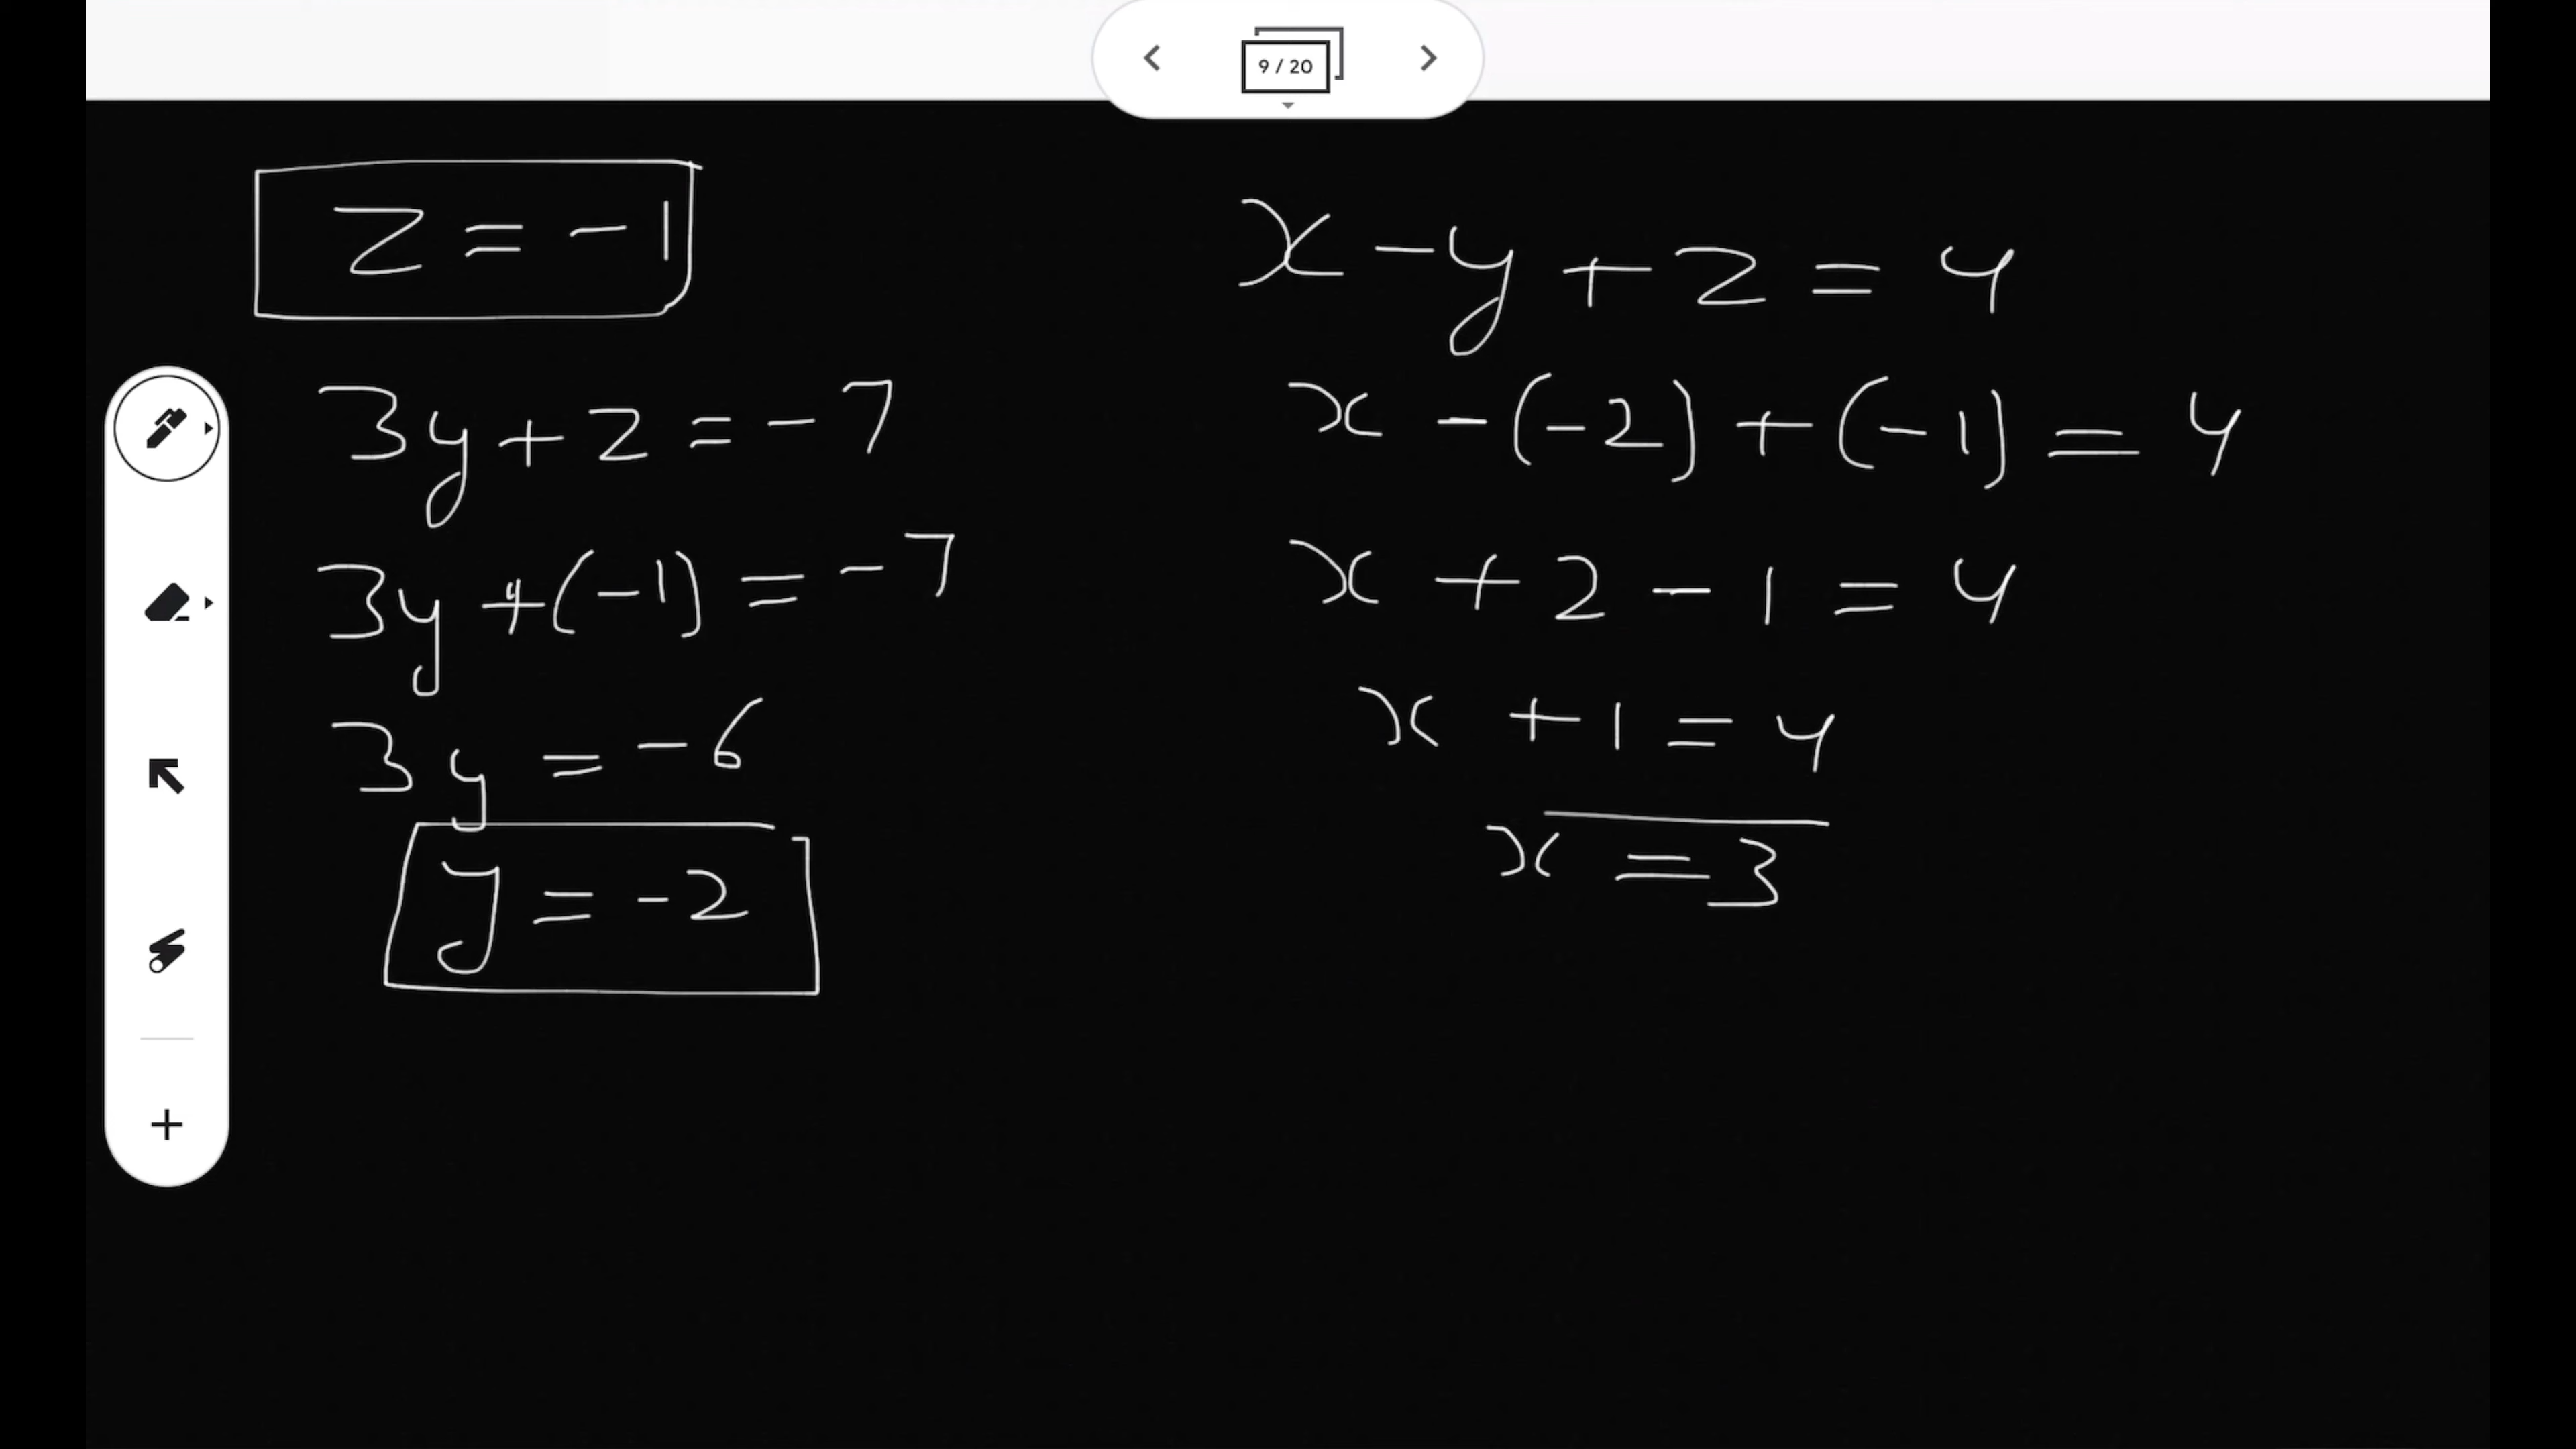 9 / 20
z = -1
3y + z = -7
3y + (-1) = -7
3y = -6
y = -2
x - y + z = 4
x - (-2) + (-1) = 4
x + 2 - 1 = 4
x + 1 = 4
x = 3